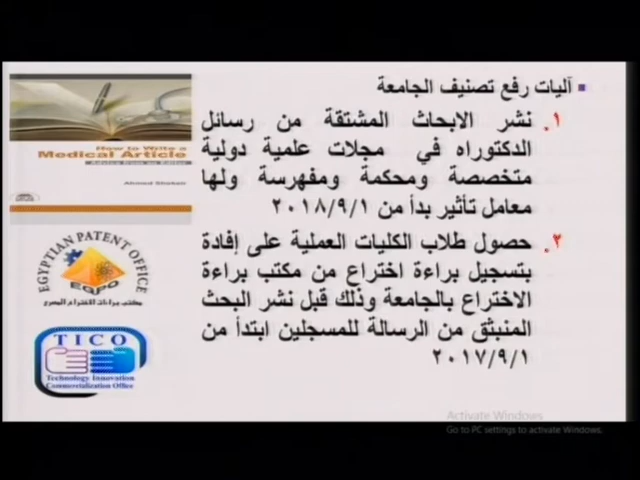 آليات رفع تصنيف الجامعة
١. نشر الابحاث المشتقة من رسائل
الدكتوراه في مجلات علمية دولية
متخصصة ومحكمة ومفهرسة ولها
معامل تأثير بدأ من ٢٠١٨/٩/١
٢. حصول طلاب الكليات العملية على إفادة
بتسجيل براءة اختراع من مكتب براءة
الاختراع بالجامعة وذلك قبل نشر البحث
المنبثق من الرسالة للمسجلين ابتدأ من
٢٠١٧/٩/١
How to Write a
Medical Article
Ahmed Shokeir
EGYPTIAN PATENT OFFICE
EGPO
مكتب براءات الاختراع المصرى
TICO
Technology Innovation
Commercialization Office
Activate Windows
Go to PC settings to activate Windows.